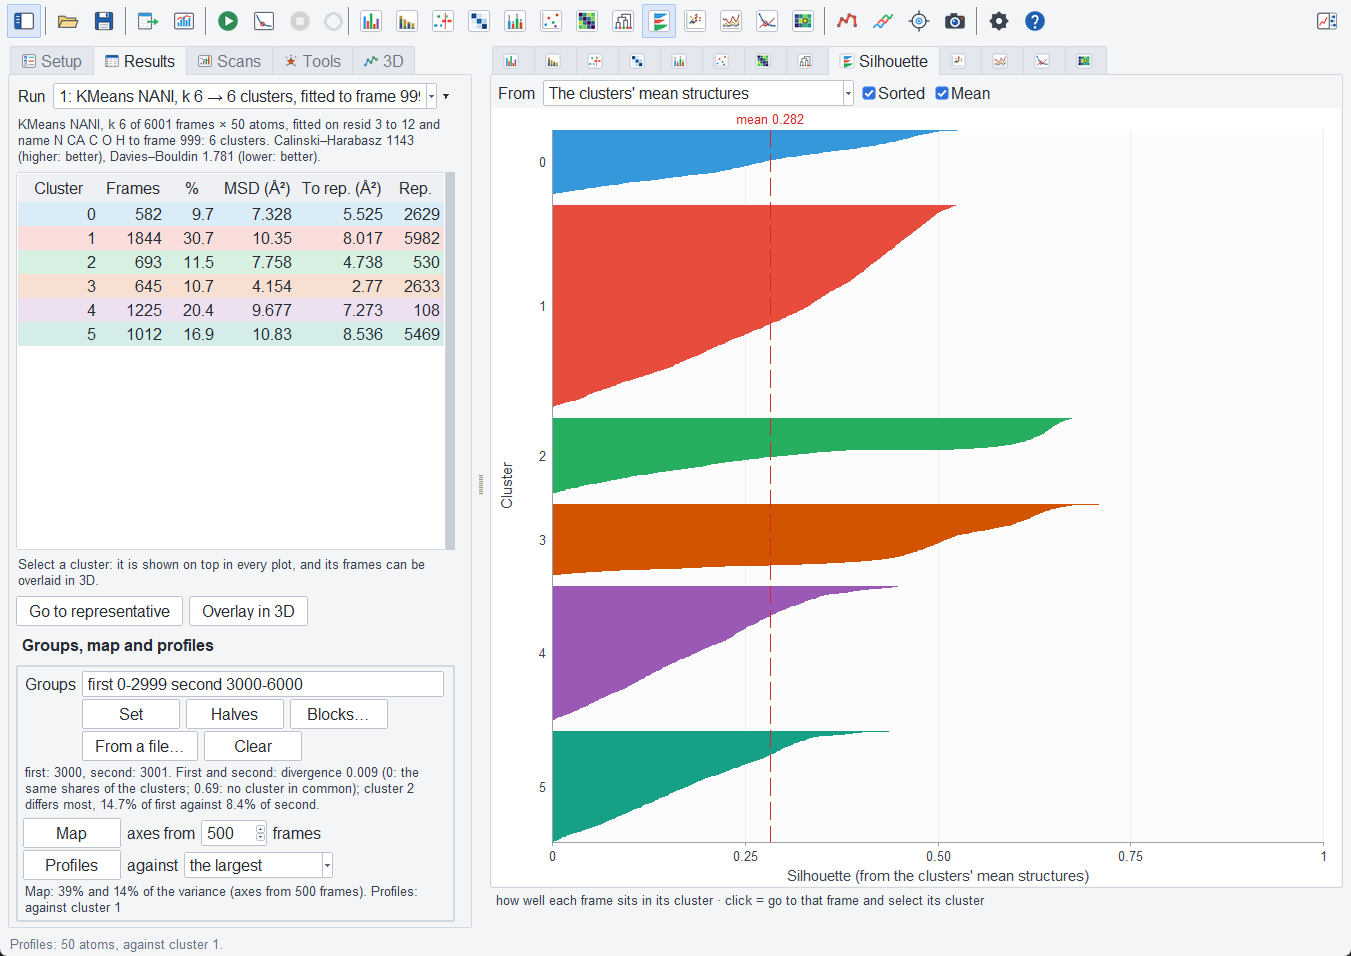 Setup
Results
Scans
Tools
3D
Silhouette
Run
1: KMeans NANI, k 6 → 6 clusters, fitted to frame 999
From
The clusters' mean structures
Sorted
Mean
KMeans NANI, k 6 of 6001 frames × 50 atoms, fitted on resid 3 to 12 and
name N CA C O H to frame 999: 6 clusters. Calinski–Harabasz 1143
(higher: better), Davies–Bouldin 1.781 (lower: better).
Cluster Frames % MSD (Å²) To rep. (Å²) Rep.
0 582 9.7 7.328 5.525 2629
1 1844 30.7 10.35 8.017 5982
2 693 11.5 7.758 4.738 530
3 645 10.7 4.154 2.77 2633
4 1225 20.4 9.677 7.273 108
5 1012 16.9 10.83 8.536 5469
Select a cluster: it is shown on top in every plot, and its frames can be
overlaid in 3D.
Go to representative
Overlay in 3D
Groups, map and profiles
Groups
first 0-2999 second 3000-6000
Set
Halves
Blocks...
From a file...
Clear
first: 3000, second: 3001. First and second: divergence 0.009 (0: the
same shares of the clusters; 0.69: no cluster in common); cluster 2
differs most, 14.7% of first against 8.4% of second.
Map
axes from
500
frames
Profiles
against
the largest
Map: 39% and 14% of the variance (axes from 500 frames). Profiles:
against cluster 1
Profiles: 50 atoms, against cluster 1.
mean 0.282
Cluster
0
1
2
3
4
5
0
0.25
0.50
0.75
1
Silhouette (from the clusters' mean structures)
how well each frame sits in its cluster · click = go to that frame and select its cluster